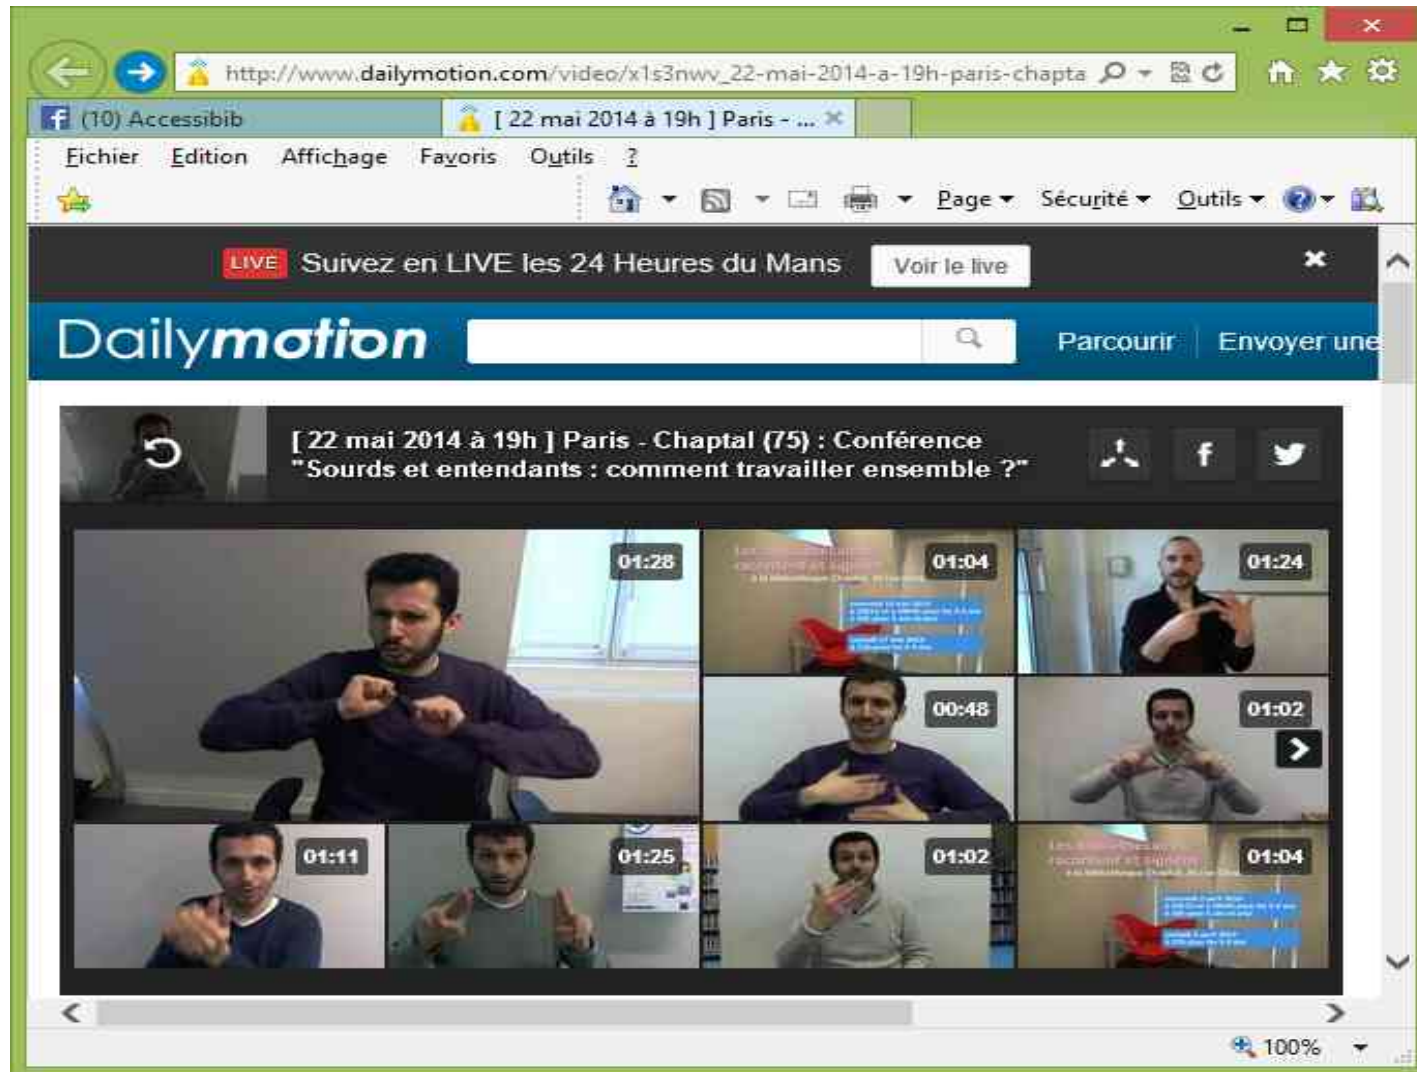 http://www.dailymotion.com/video/x1s3nwv_22-mai-2014-a-19h-paris-chapta
(10) Accessibib
[ 22 mai 2014 à 19h ] Paris - ...
Fichier Edition Affichage Favoris Outils ?
Page Sécurité Outils
LIVE Suivez en LIVE les 24 Heures du Mans Voir le live
Dailymotion Parcourir Envoyer une
[ 22 mai 2014 à 19h ] Paris - Chaptal (75) : Conférence
"Sourds et entendants : comment travailler ensemble ?"
01:28
01:04
01:24
00:48
01:02
01:11
01:25
01:02
01:04
100%